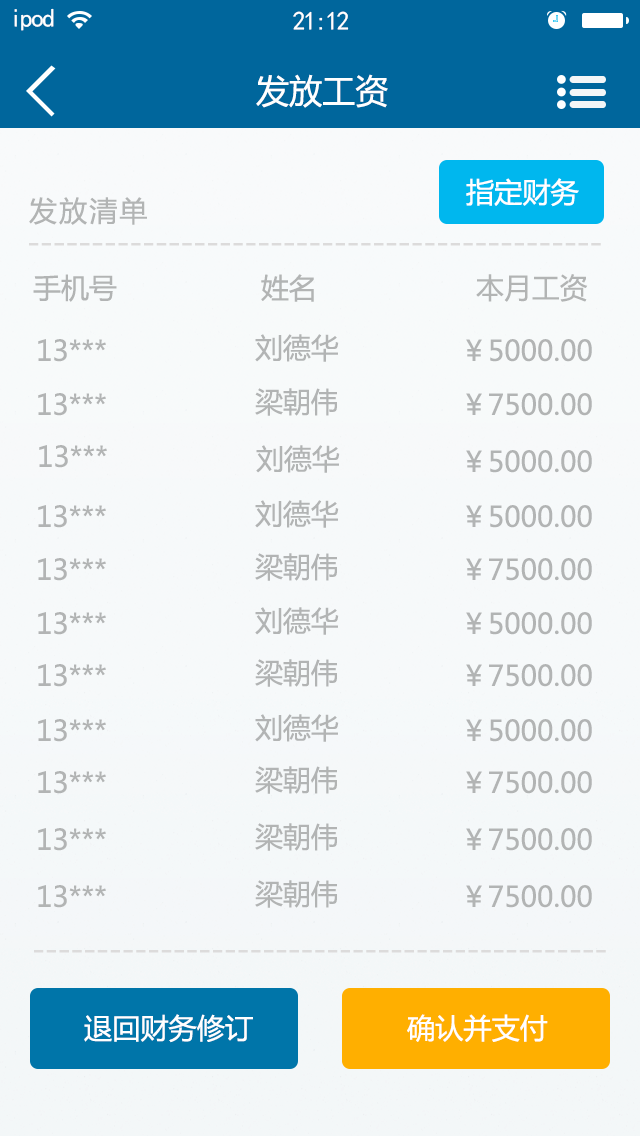 ipod 21:12
发放工资
指定财务
发放清单
手机号 姓名 本月工资
13*** 刘德华 ¥5000.00
13*** 梁朝伟 ¥7500.00
13*** 刘德华 ¥5000.00
13*** 刘德华 ¥5000.00
13*** 梁朝伟 ¥7500.00
13*** 刘德华 ¥5000.00
13*** 梁朝伟 ¥7500.00
13*** 刘德华 ¥5000.00
13*** 梁朝伟 ¥7500.00
13*** 梁朝伟 ¥7500.00
13*** 梁朝伟 ¥7500.00
退回财务修订 确认并支付